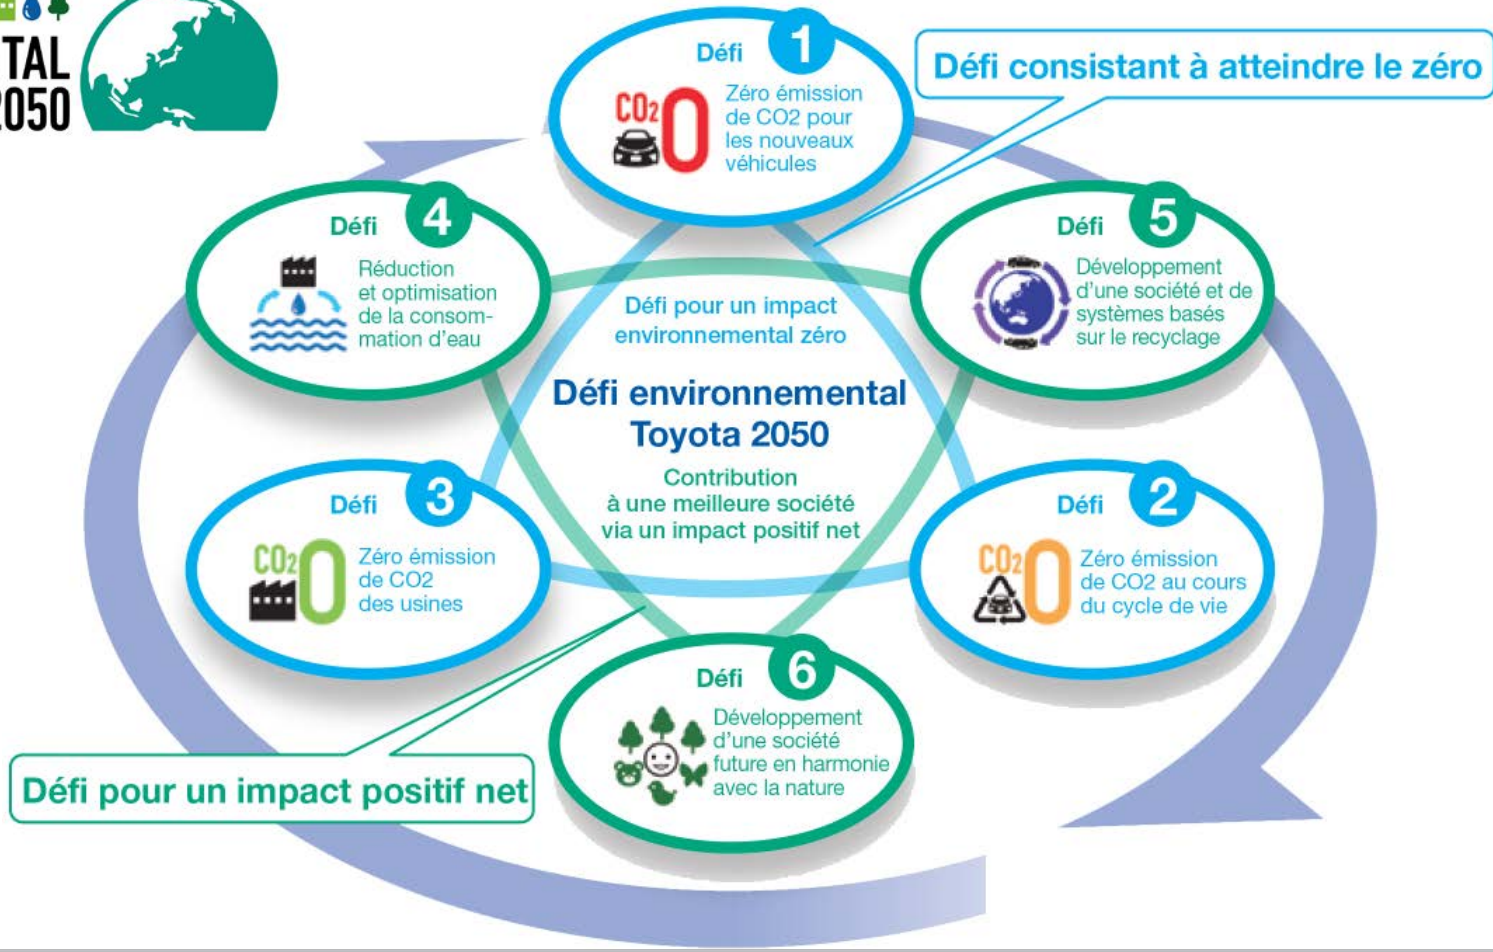 TAL
2050
Défi 1
CO2 0
Zéro émission
de CO2 pour
les nouveaux
véhicules
Défi consistant à atteindre le zéro
Défi 4
Réduction
et optimisation
de la consom-
mation d'eau
Défi 5
Développement
d'une société et de
systèmes basés
sur le recyclage
Défi pour un impact
environnemental zéro
Défi environnemental
Toyota 2050
Contribution
à une meilleure société
via un impact positif net
Défi 3
CO2 0
Zéro émission
de CO2
des usines
Défi 2
CO2 0
Zéro émission
de CO2 au cours
du cycle de vie
Défi 6
Développement
d'une société
future en harmonie
avec la nature
Défi pour un impact positif net